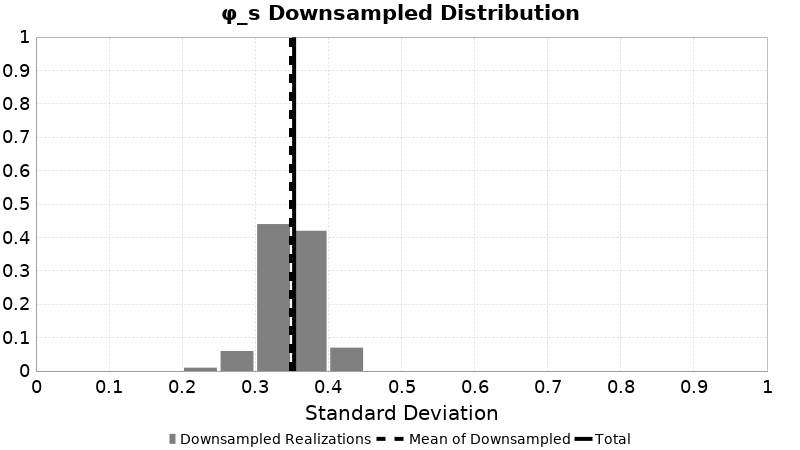 φ_s Downsampled Distribution
1
0.9
0.8
0.7
0.6
0.5
0.4
0.3
0.2
0.1
0
0 0.1 0.2 0.3 0.4 0.5 0.6 0.7 0.8 0.9 1
Standard Deviation
Downsampled Realizations Mean of Downsampled Total